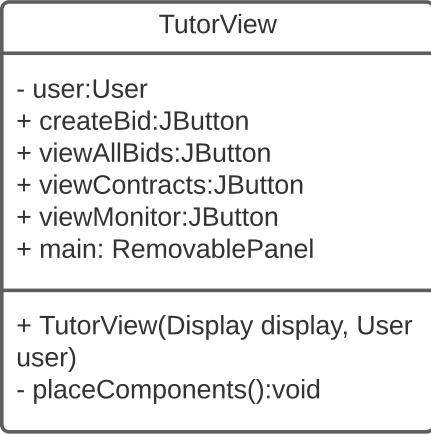 TutorView
- user:User
+ createBid:JButton
+ viewAllBids:JButton
+ viewContracts:JButton
+ viewMonitor:JButton
+ main: RemovablePanel
+ TutorView(Display display, User
user)
- placeComponents():void